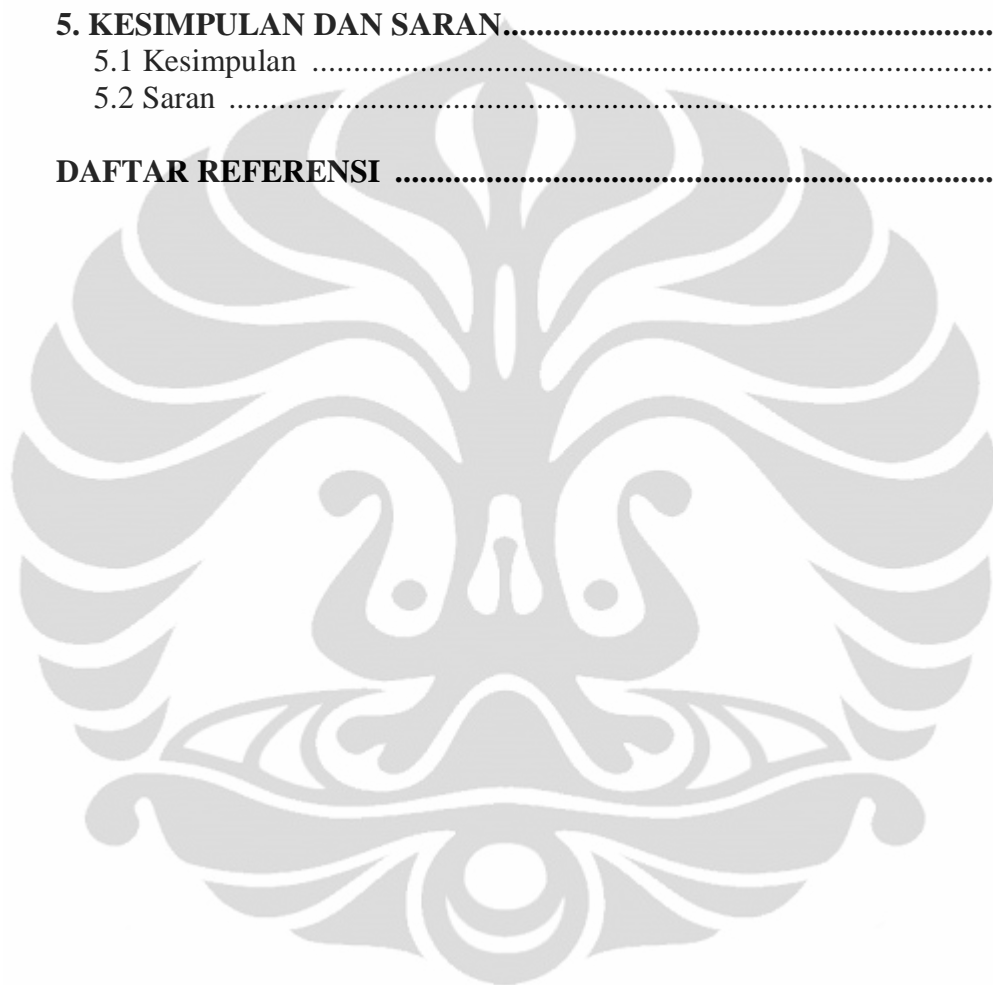 5. KESIMPULAN DAN SARAN..............................................................
5.1 Kesimpulan ....................................................................................
5.2 Saran ..............................................................................................
DAFTAR REFERENSI ...........................................................................